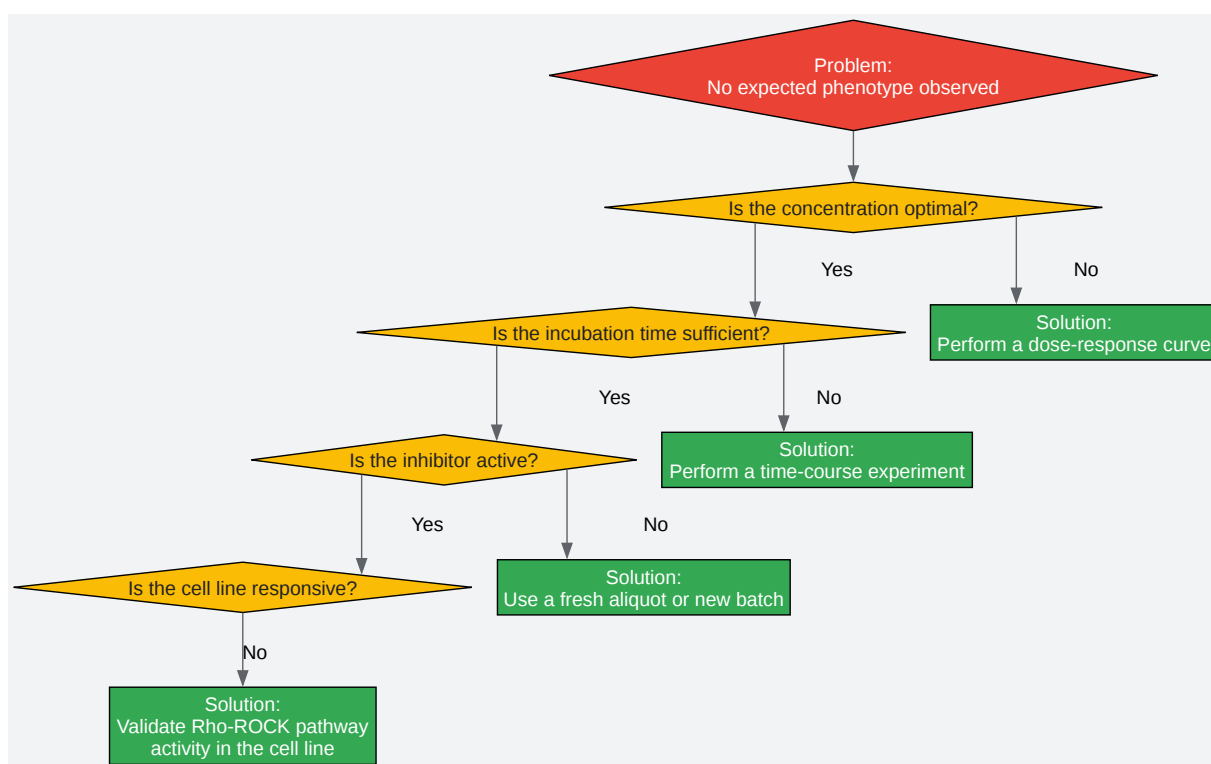 Problem:
No expected phenotype observed
Is the concentration optimal?
Yes
No
Is the incubation time sufficient?
Solution:
Perform a dose-response curve
Yes
No
Is the inhibitor active?
Solution:
Perform a time-course experiment
Yes
No
Is the cell line responsive?
Solution:
Use a fresh aliquot or new batch
No
Solution:
Validate Rho-ROCK pathway
activity in the cell line